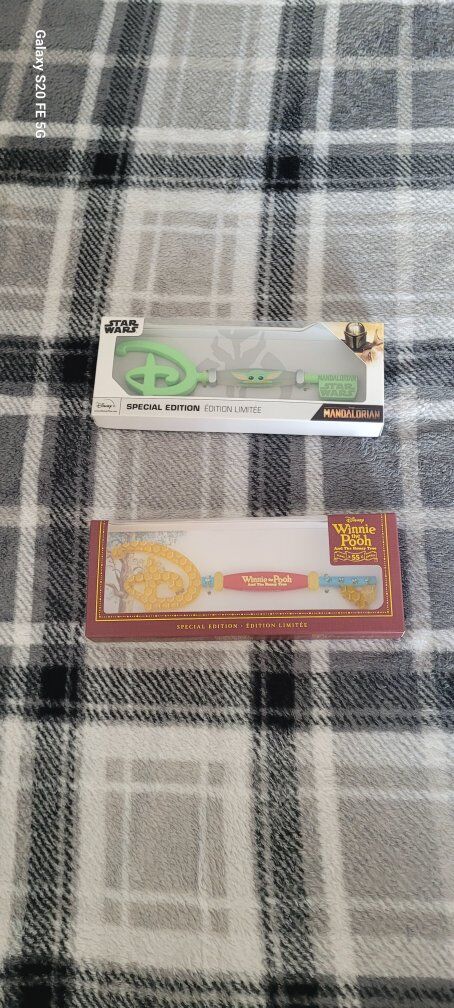 Galaxy S20 FE 5G
STAR
WARS
MANDALORIAN
STAR
WARS
Disney
SPECIAL EDITION ÉDITION LIMITÉE
MANDALORIAN
Disney
Winnie
the
Pooh
And The Honey Tree
55
Winnie the Pooh
And The Honey Tree
SPECIAL EDITION • ÉDITION LIMITÉE